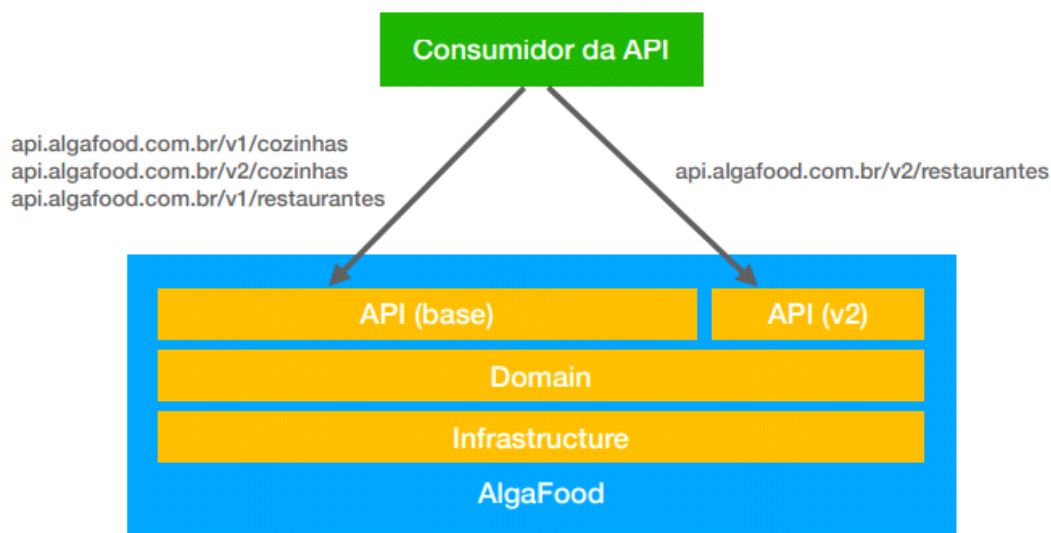 Consumidor da API
api.algafood.com.br/v1/cozinhas
api.algafood.com.br/v2/cozinhas
api.algafood.com.br/v1/restaurantes
api.algafood.com.br/v2/restaurantes
API (base)
API (v2)
Domain
Infrastructure
AlgaFood